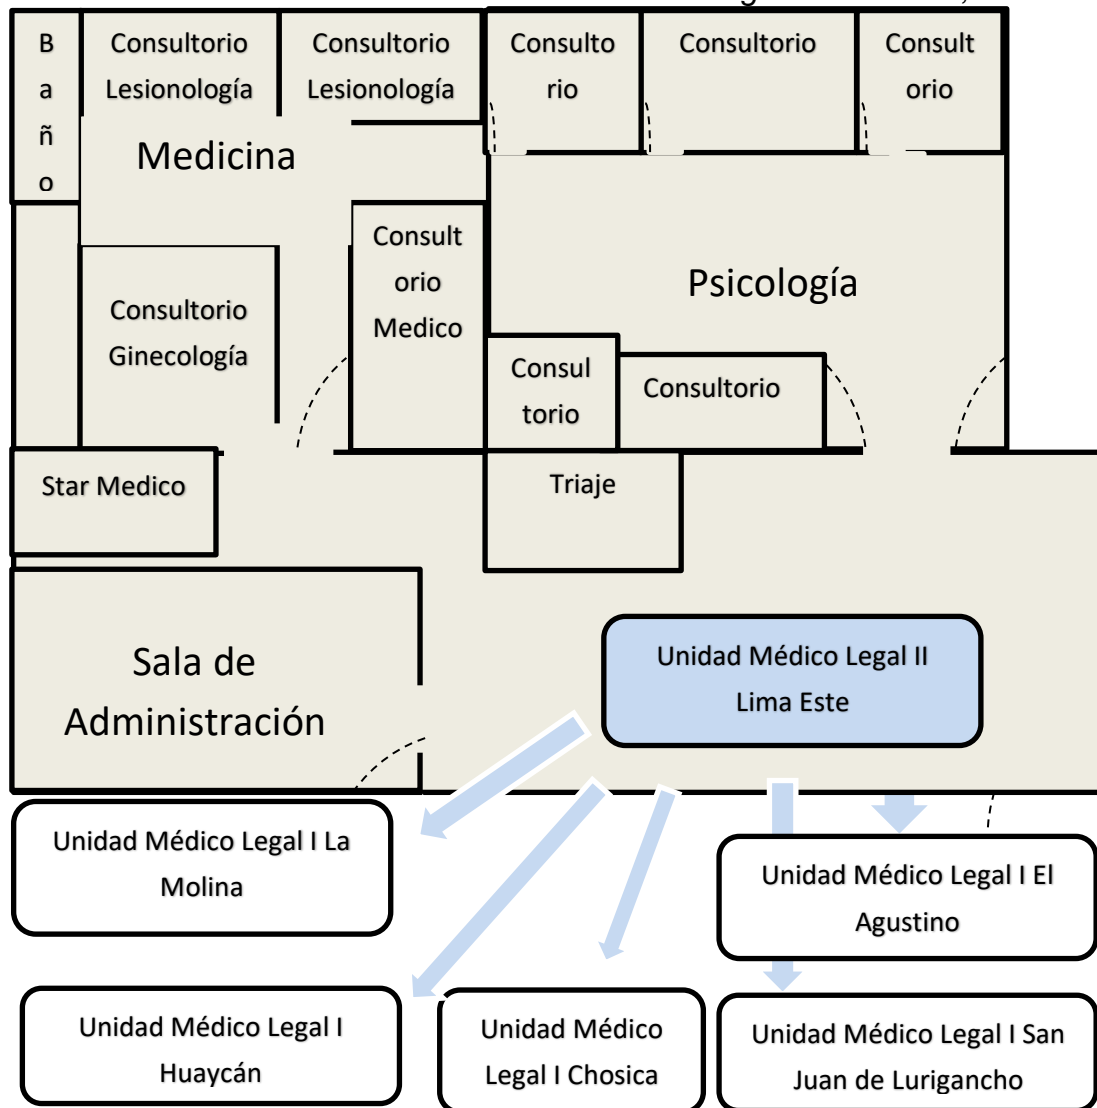 B
a
ñ
o
Consultorio
Lesionología
Consultorio
Lesionología
Consulto
rio
Consultorio
Consult
orio
Medicina
Consult
orio
Medico
Psicología
Consultorio
Ginecología
Consul
torio
Consultorio
Star Medico
Triaje
Sala de
Administración
Unidad Médico Legal II
Lima Este
Unidad Médico Legal I La
Molina
Unidad Médico Legal I El
Agustino
Unidad Médico Legal I
Huaycán
Unidad Médico
Legal I Chosica
Unidad Médico Legal I San
Juan de Lurigancho